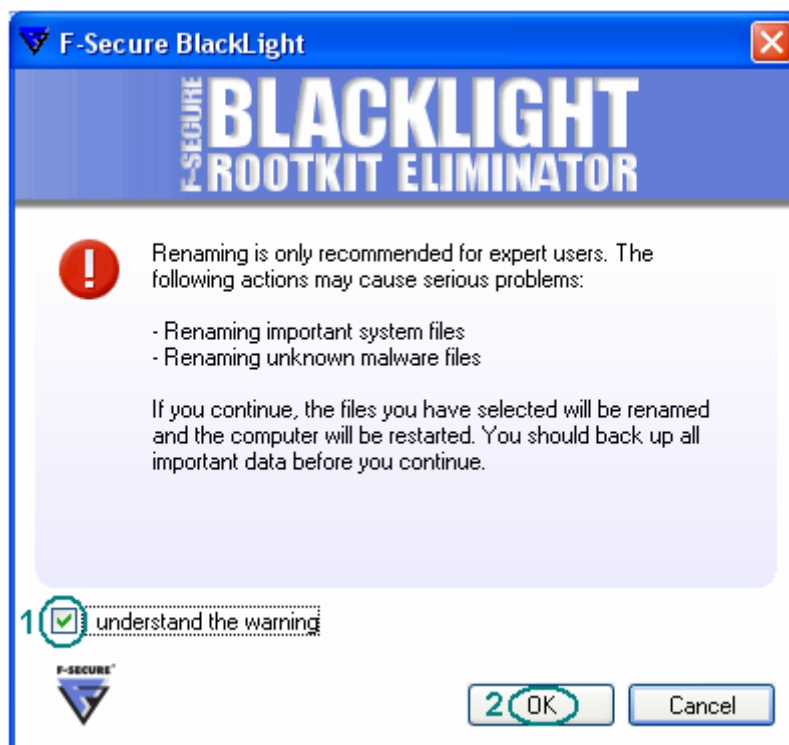 F-Secure BlackLight
F-SECURE
BLACKLIGHT
ROOTKIT ELIMINATOR
Renaming is only recommended for expert users. The
following actions may cause serious problems:
- Renaming important system files
- Renaming unknown malware files
If you continue, the files you have selected will be renamed
and the computer will be restarted. You should back up all
important data before you continue.
1 understand the warning
F-SECURE
2 OK
Cancel